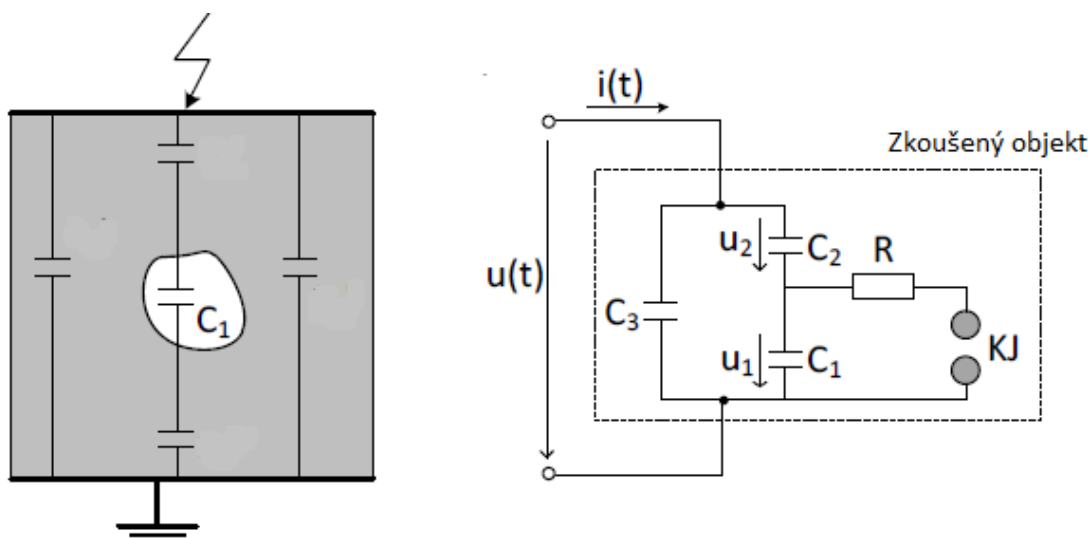 C₁
i(t)
Zkoušený objekt
u(t)
u₂
C₂
R
C₃
u₁
C₁
KJ